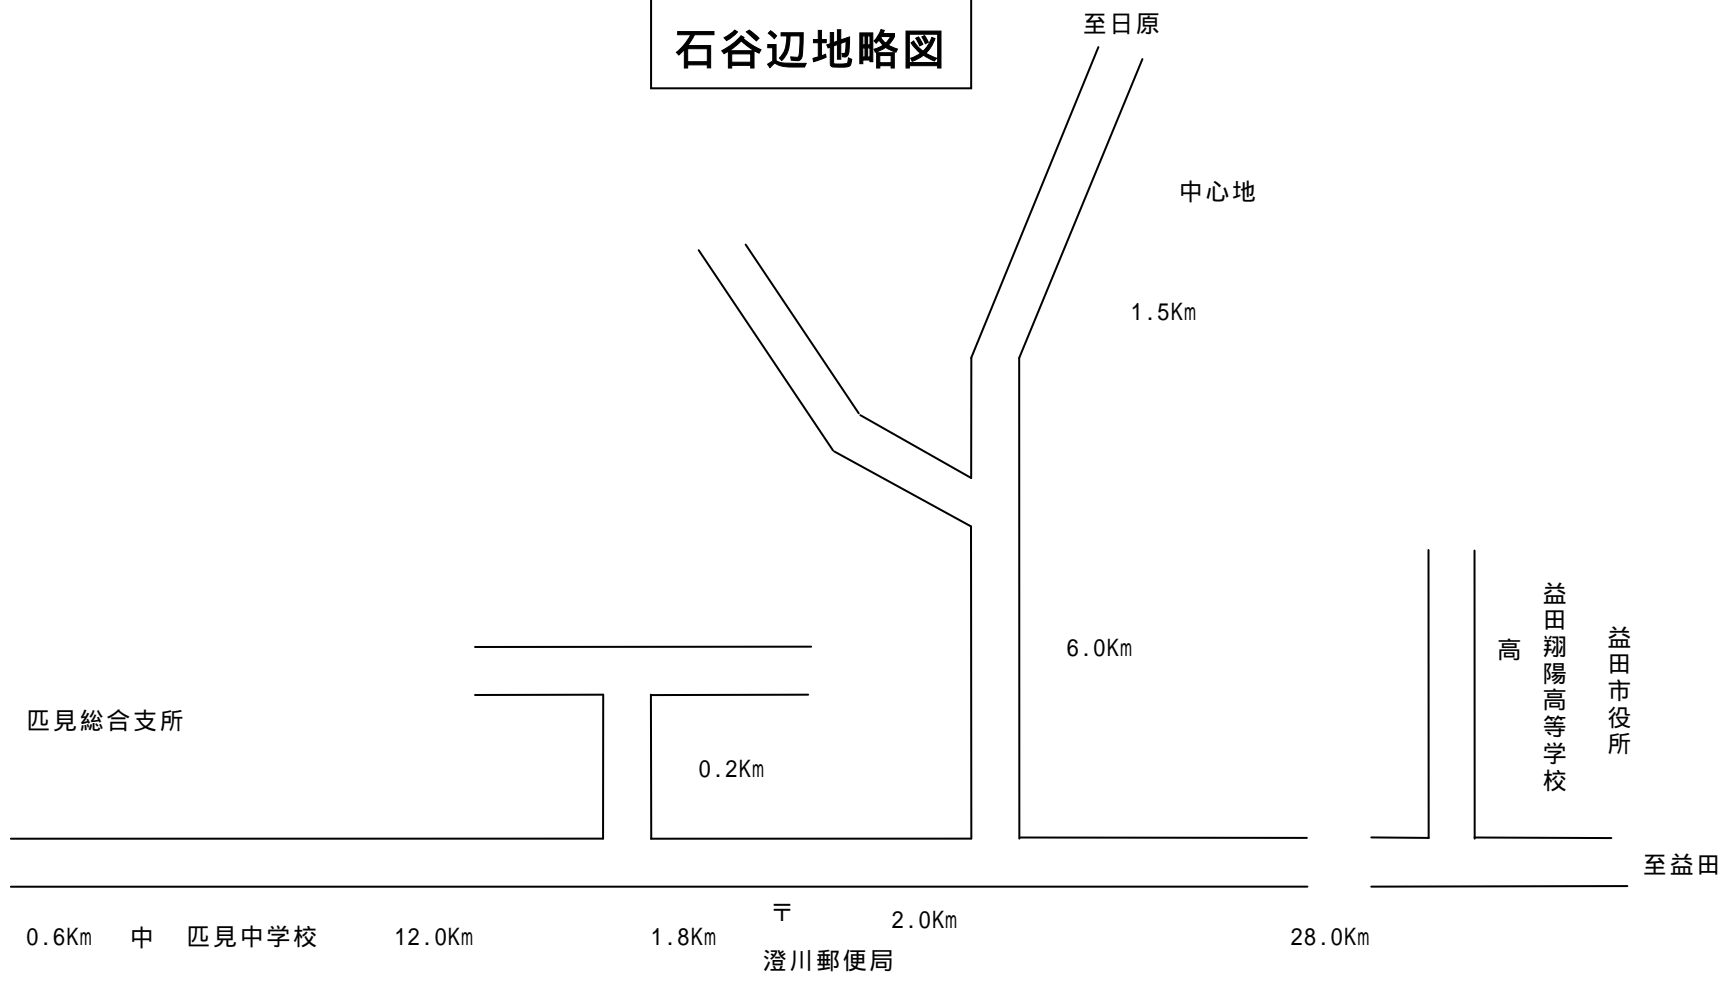 石谷辺地略図
至日原
中心地
1.5Km
6.0Km
高
益田翔陽高等学校
益田市役所
匹見総合支所
0.2Km
至益田
0.6Km 中 匹見中学校 12.0Km 1.8Km 〒 2.0Km 28.0Km
澄川郵便局